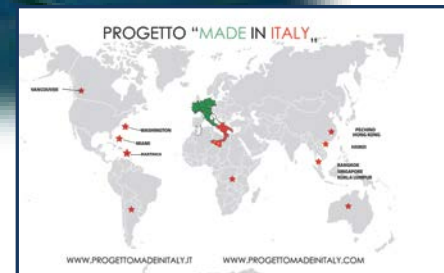 PROGETTO "MADE IN ITALY„
VANCOUVER
WASHINGTON
MIAMI
PECHINO
HONG KONG
HANOI
BANGKOK
SINGAPORE
KUALA LUMPUR
WWW.PROGETTOMADEINITALY.IT WWW.PROGETTOMADEINITALY.COM